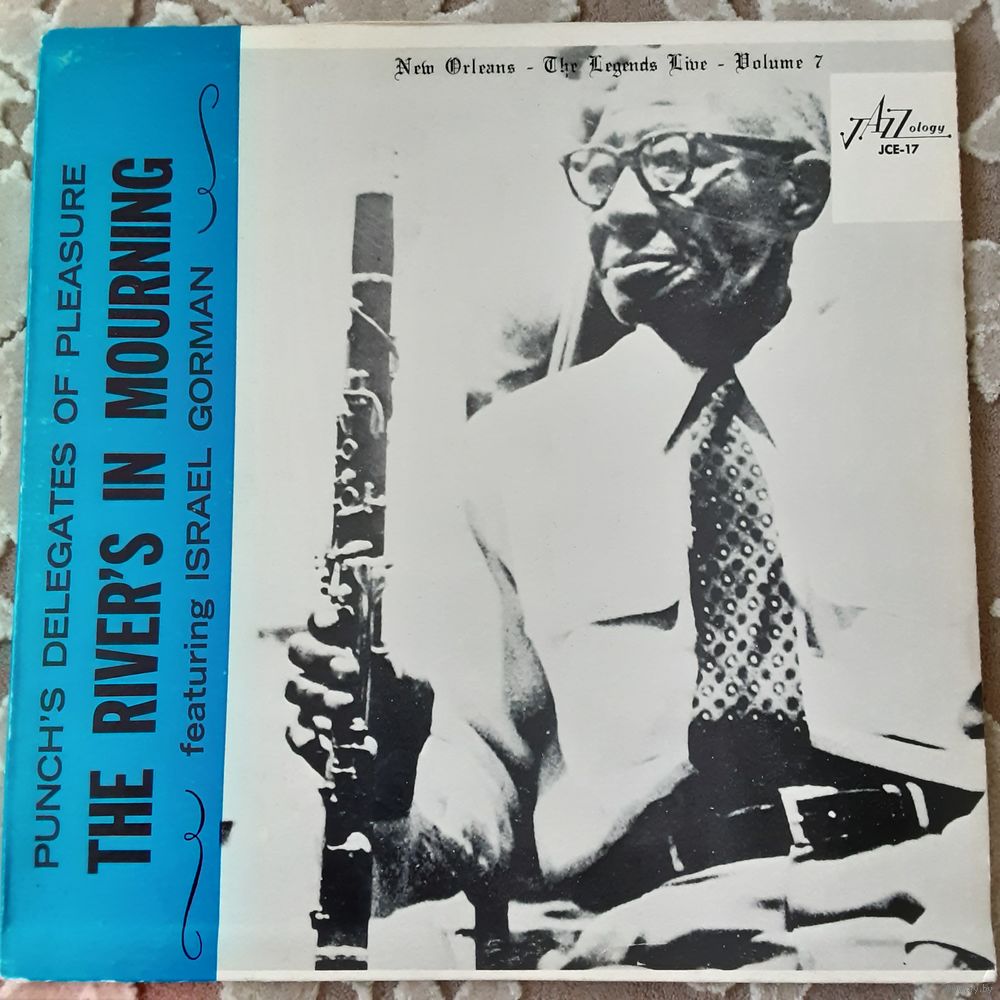 New Orleans - The Legends Live - Volume 7
JAZZology
JCE-17
PUNCH'S DELEGATES OF PLEASURE
THE RIVER'S IN MOURNING
featuring ISRAEL GORMAN